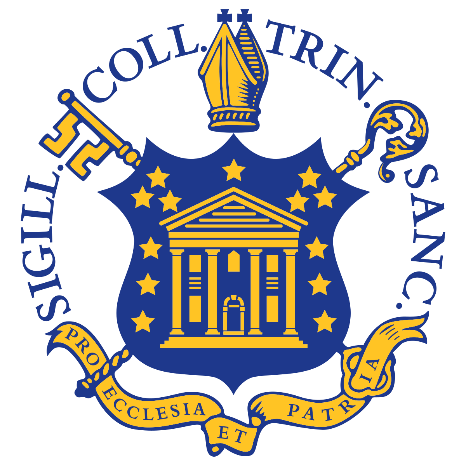 SIGILL. COLL. TRIN. SANC.
PRO ECCLESIA ET PATRIA